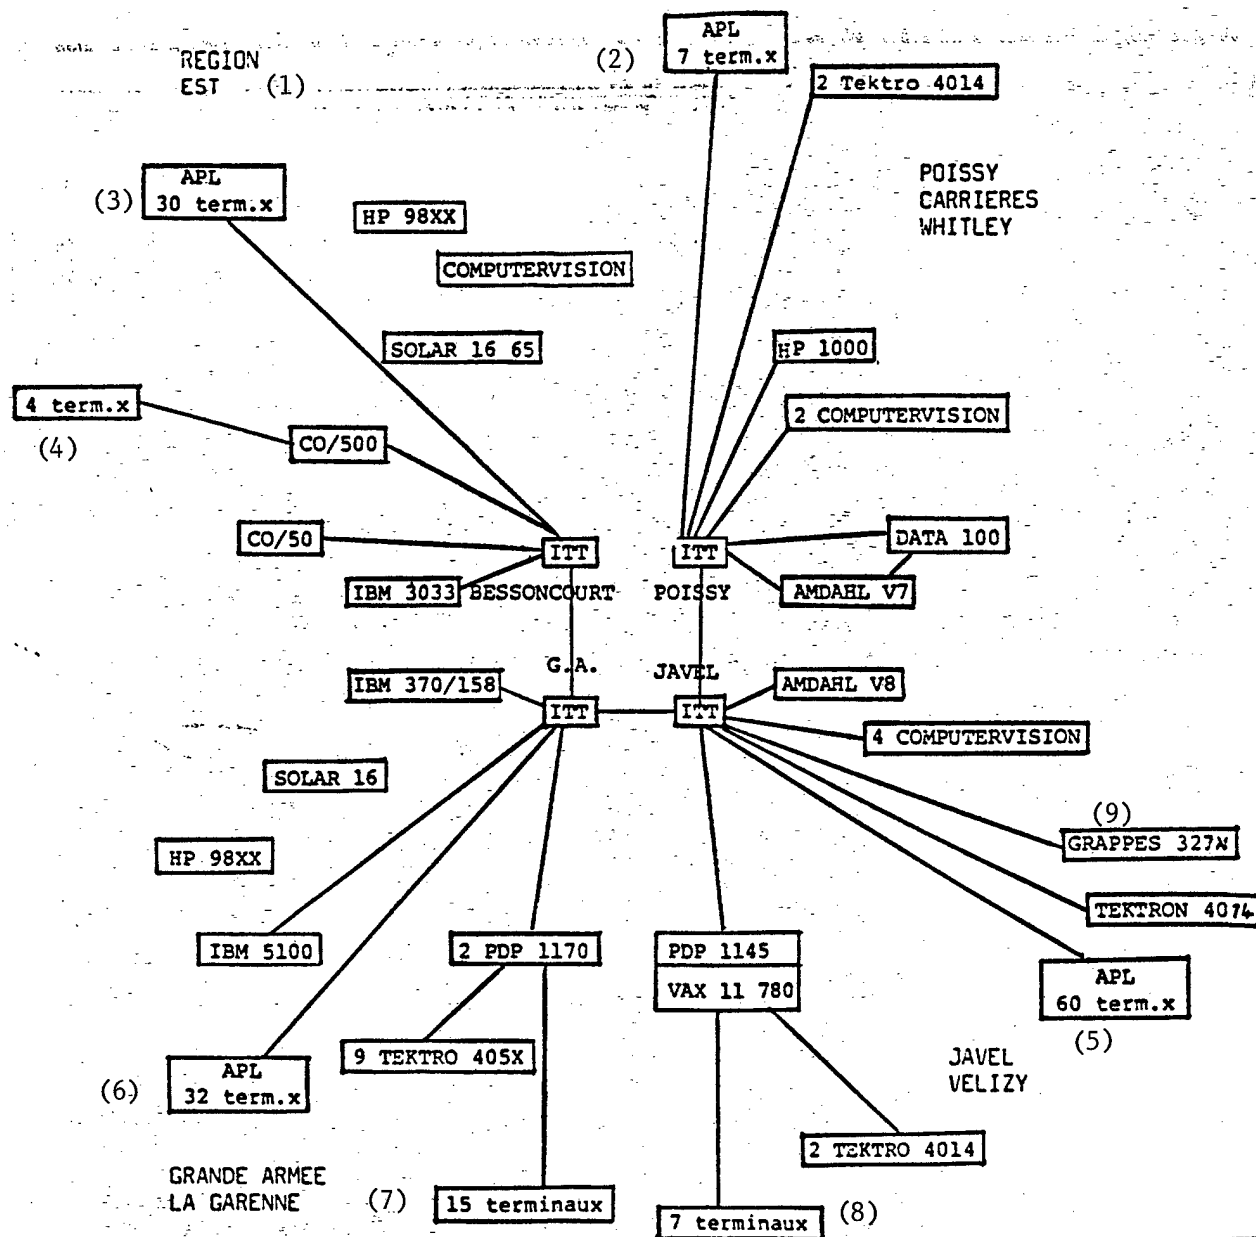 REGION
EST (1)
(2)
APL
7 term.x
2 Tektro 4014
(3)
APL
30 term.x
HP 98XX
COMPUTERVISION
POISSY
CARRIERES
WHITLEY
SOLAR 16 65
HP 1000
4 term.x
(4)
CO/500
2 COMPUTERVISION
CO/50
ITT
ITT
DATA 100
IBM 3033
BESSONCOURT
POISSY
AMDAHL V7
G.A.
JAVEL
IBM 370/158
ITT
ITT
AMDAHL V8
4 COMPUTERVISION
SOLAR 16
HP 98XX
(9)
GRAPPES 327X
TEKTRON 4014
IBM 5100
2 PDP 1170
PDP 1145
VAX 11 780
APL
60 term.x
(5)
9 TEKTRO 405X
(6)
APL
32 term.x
JAVEL
VELIZY
2 TEKTRO 4014
GRANDE ARMEE
LA GARENNE
(7)
15 terminaux
7 terminaux
(8)